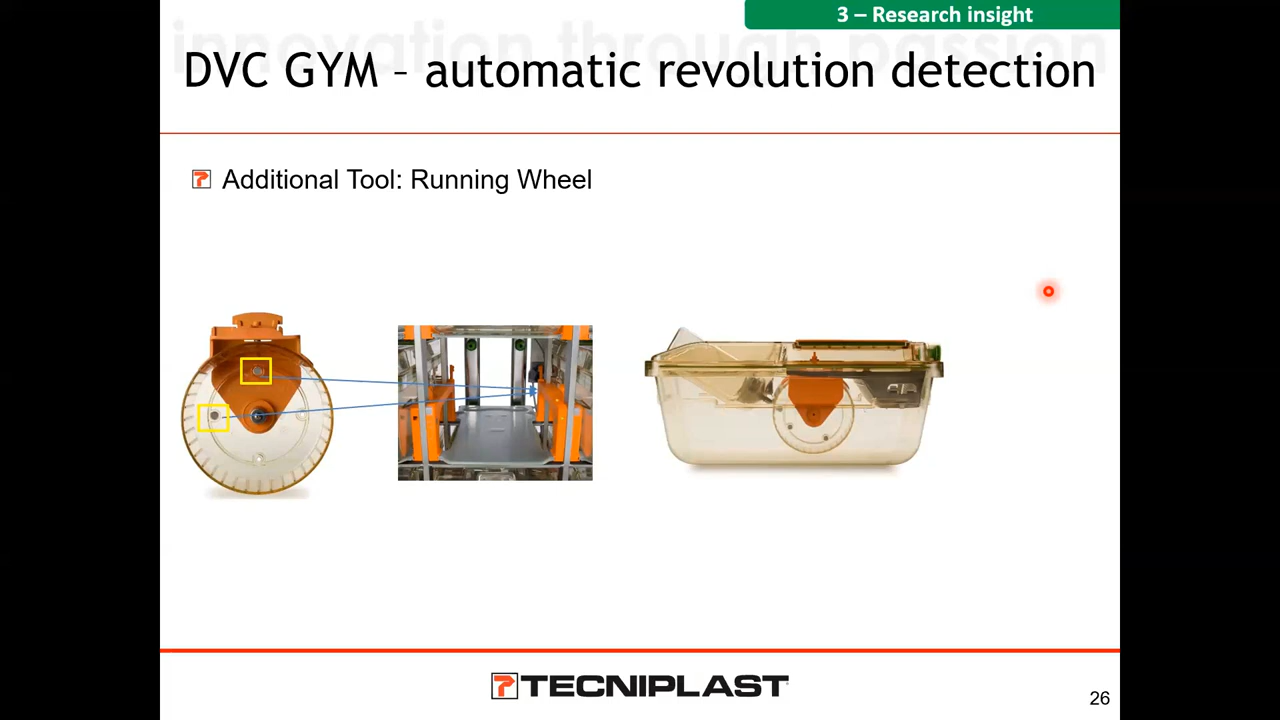 3 – Research insight
innovation through passion
DVC GYM – automatic revolution detection
Additional Tool: Running Wheel
TECNIPLAST
26